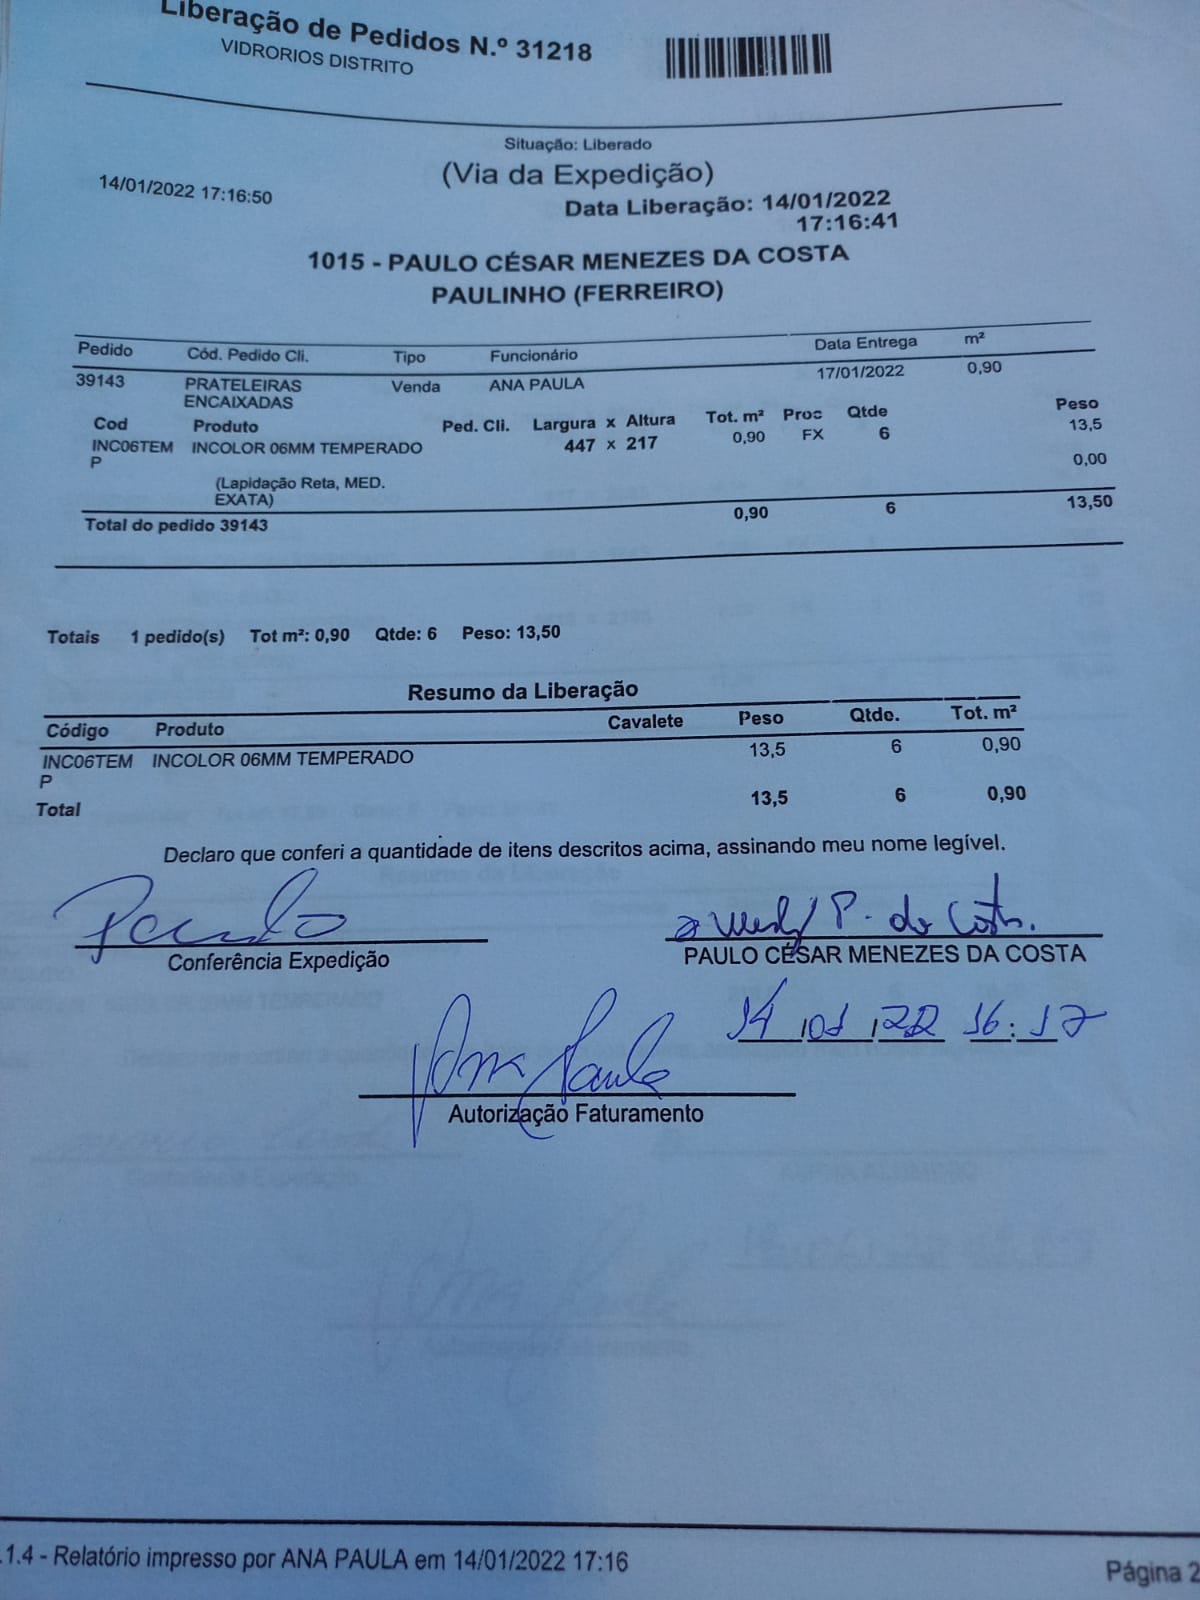 Liberação de Pedidos N.º 31218
VIDRORIOS DISTRITO
Situação: Liberado
(Via da Expedição)
14/01/2022 17:16:50
Data Liberação: 14/01/2022
17:16:41
1015 - PAULO CÉSAR MENEZES DA COSTA
PAULINHO (FERREIRO)
Pedido Cód. Pedido Cli. Tipo Funcionário Data Entrega m²
39143 PRATELEIRAS Venda ANA PAULA 17/01/2022 0,90
ENCAIXADAS
Cod Produto Ped. Cli. Largura x Altura Tot. m² Proc Qtde Peso
INC06TEM INCOLOR 06MM TEMPERADO 447 x 217 0,90 FX 6 13,5
P
0,00
(Lapidação Reta, MED.
EXATA)
Total do pedido 39143 0,90 6 13,50
Totais 1 pedido(s) Tot m²: 0,90 Qtde: 6 Peso: 13,50
Resumo da Liberação
Código Produto Cavalete Peso Qtde. Tot. m²
INC06TEM INCOLOR 06MM TEMPERADO 13,5 6 0,90
P
Total 13,5 6 0,90
Declaro que conferi a quantidade de itens descritos acima, assinando meu nome legível.
Paulo P. da Costa
Conferência Expedição PAULO CÉSAR MENEZES DA COSTA
14/01/22 16:17
Ana Paula
Autorização Faturamento
.1.4 - Relatório impresso por ANA PAULA em 14/01/2022 17:16
Página 2